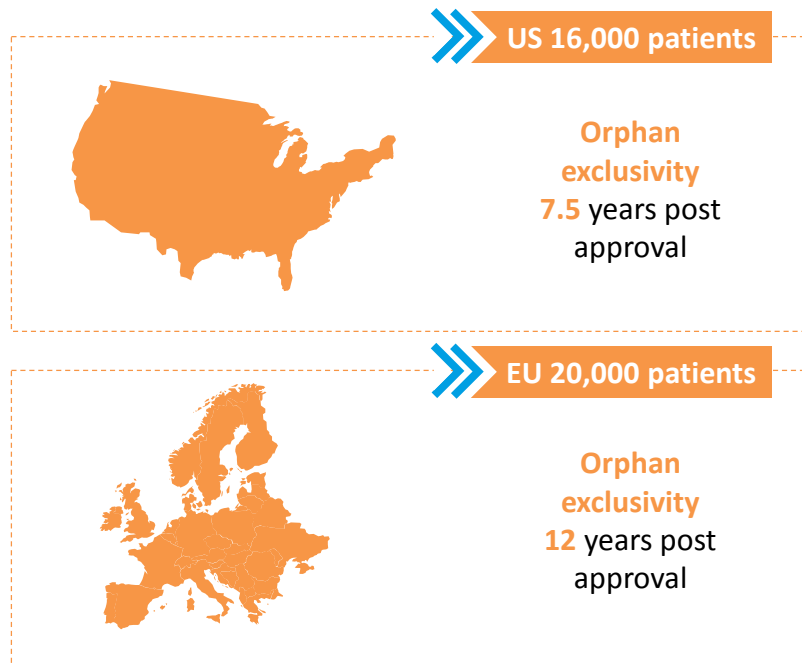 US 16,000 patients
Orphan
exclusivity
7.5 years post
approval
EU 20,000 patients
Orphan
exclusivity
12 years post
approval